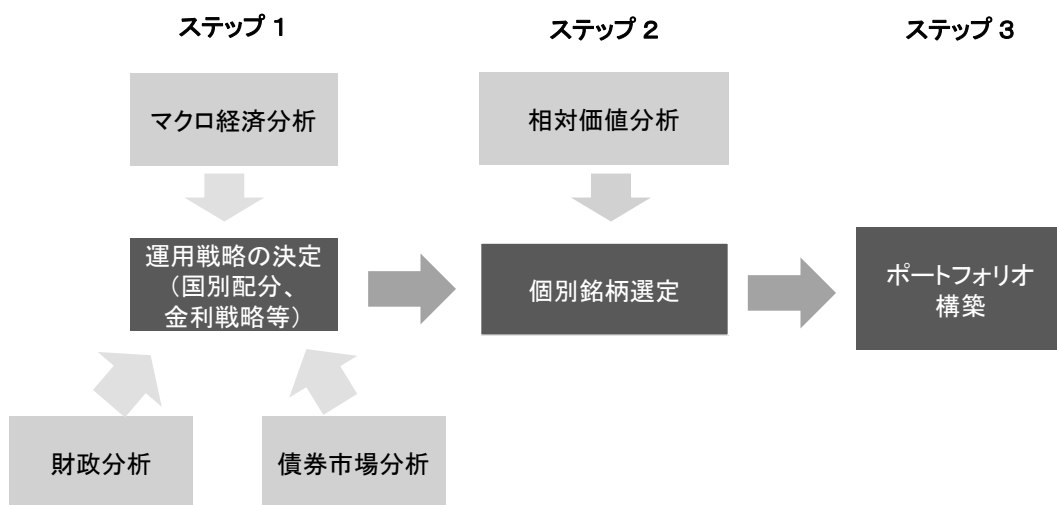 ステップ 1
ステップ 2
ステップ 3
マクロ経済分析
相対価値分析
運用戦略の決定
（国別配分、
金利戦略等）
個別銘柄選定
ポートフォリオ
構築
財政分析
債券市場分析